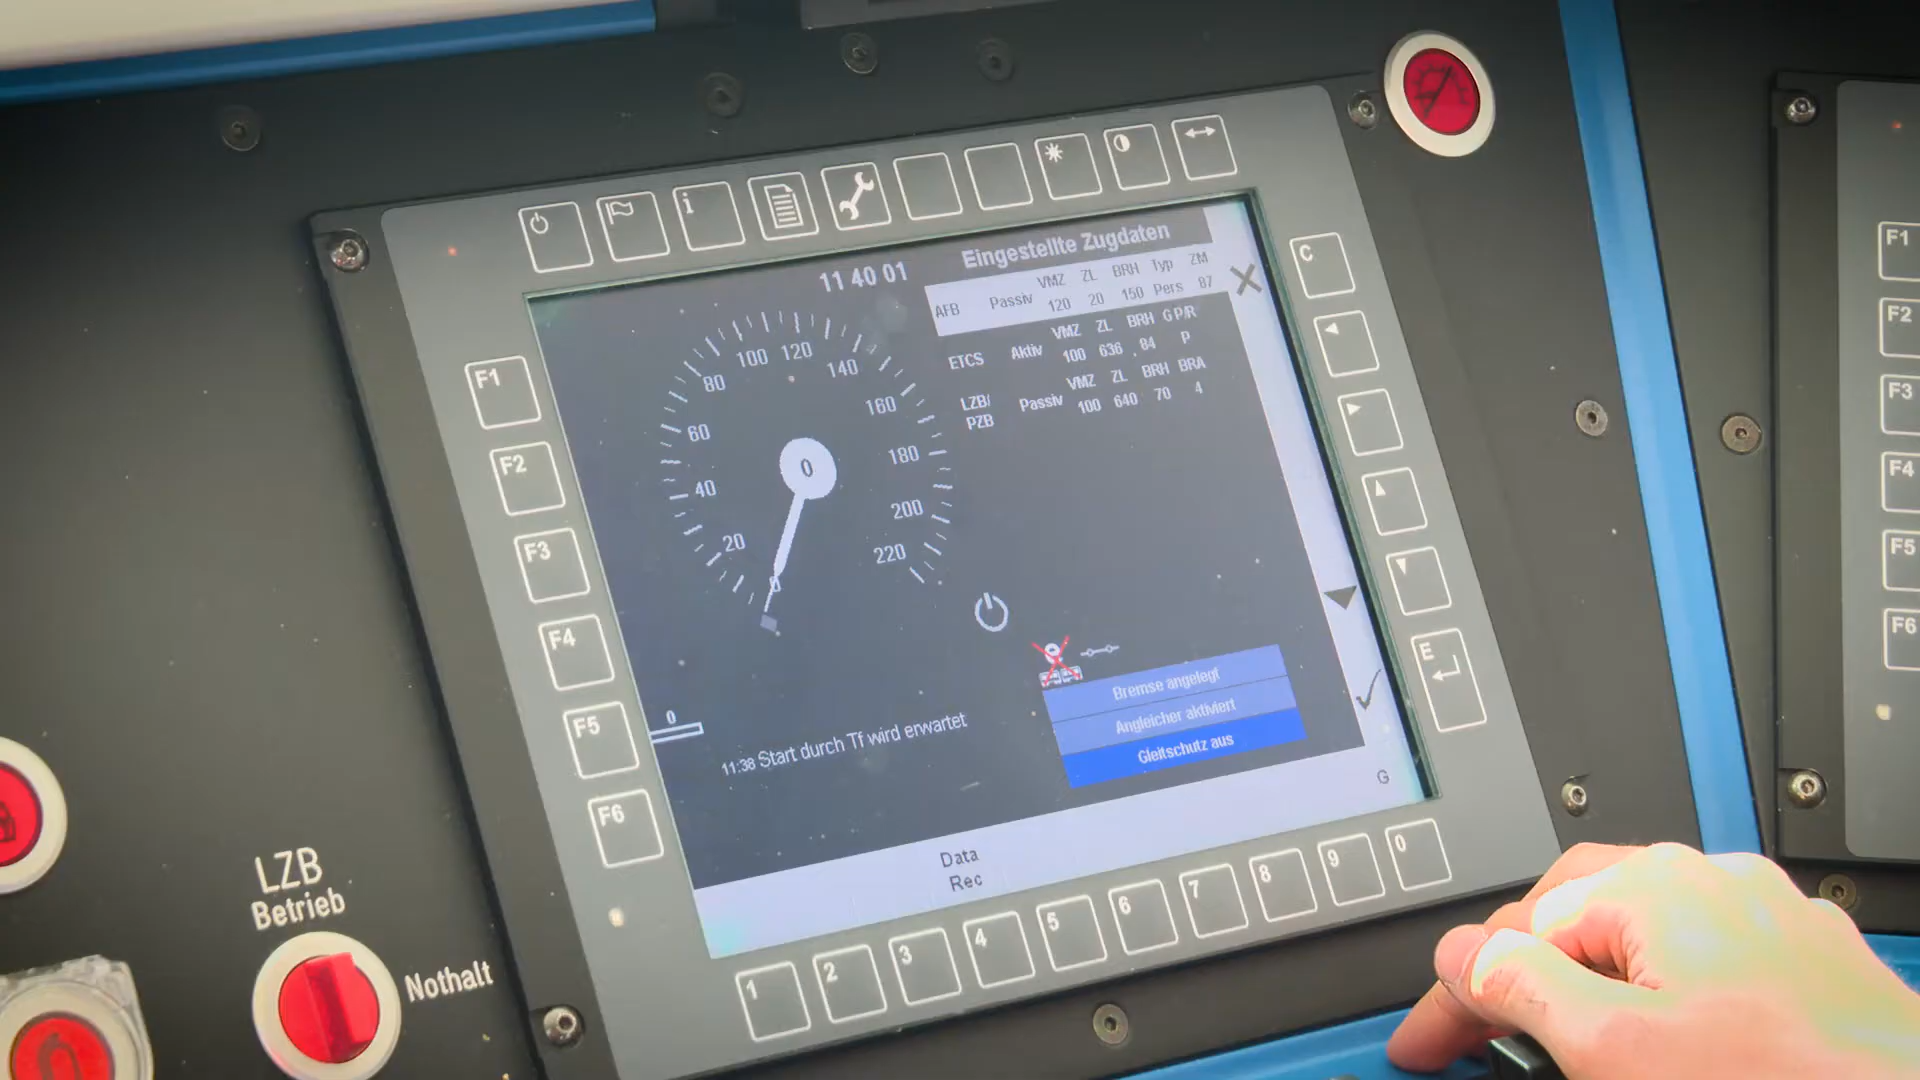 i
11 40 01
Eingestellte Zugdaten
VMZ ZL BRH Typ ZM
AFB Passiv 120 20 150 Pers 87
VMZ ZL BRH G P/R
ETCS Aktiv 100 636 84 P
VMZ ZL BRH BRA
LZB/ Passiv 100 640 70 4
PZB
0
20
40
60
80
100
120
140
160
180
200
220
0
11:38 Start durch Tf wird erwartet
Bremse angelegt
Angleicher aktiviert
Gleitschutz aus
G
Data
Rec
F1
F2
F3
F4
F5
F6
C
E
1 2 3 4 5 6 7 8 9 0
LZB
Betrieb
Nothalt
F1
F2
F3
F4
F5
F6